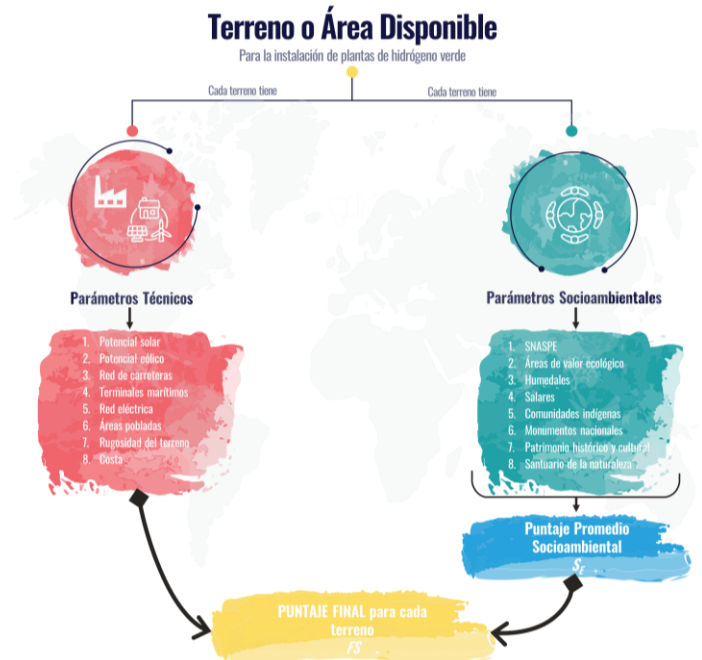 Terreno o Área Disponible
Para la instalación de plantas de hidrógeno verde
Cada terreno tiene
Cada terreno tiene
Parámetros Técnicos
1. Potencial solar
2. Potencial eólico
3. Red de carreteras
4. Terminales marítimos
5. Red eléctrica
6. Áreas pobladas
7. Rugosidad del terreno
8. Costa
Parámetros Socioambientales
1. SNASPE
2. Áreas de valor ecológico
3. Humedales
4. Salares
5. Comunidades indígenas
6. Monumentos nacionales
7. Patrimonio histórico y cultural
8. Santuario de la naturaleza
Puntaje Promedio
Socioambiental
S_E
PUNTAJE FINAL para cada
terreno
FS